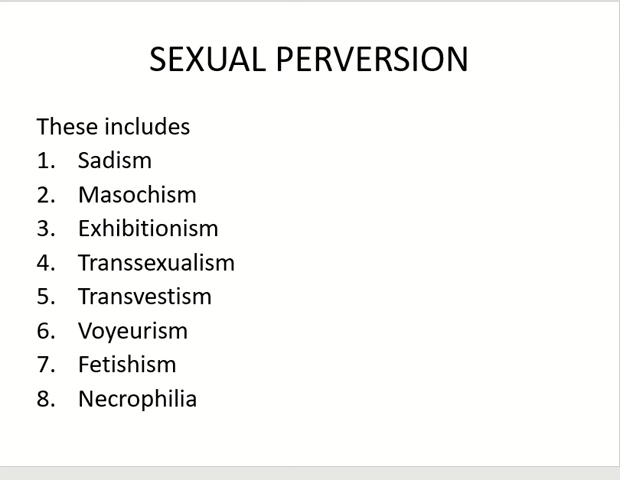 SEXUAL PERVERSION
These includes
1. Sadism
2. Masochism
3. Exhibitionism
4. Transsexualism
5. Transvestism
6. Voyeurism
7. Fetishism
8. Necrophilia